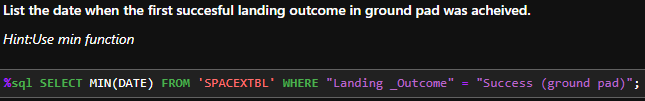 List the date when the first succesful landing outcome in ground pad was acheived.
Hint:Use min function
%sql SELECT MIN(DATE) FROM 'SPACEXTBL' WHERE "Landing _Outcome" = "Success (ground pad)";